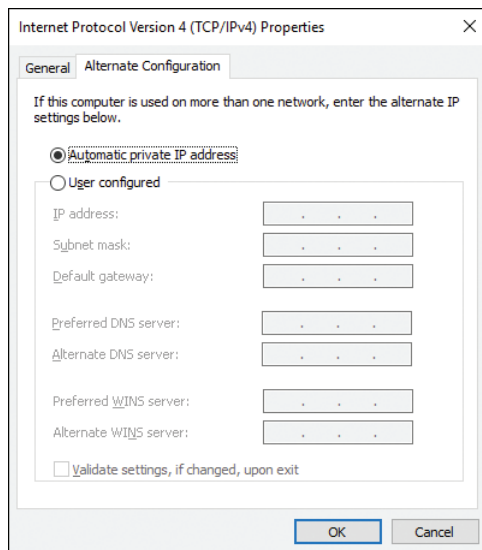 Internet Protocol Version 4 (TCP/IPv4) Properties
General
Alternate Configuration
If this computer is used on more than one network, enter the alternate IP
settings below.
Automatic private IP address
User configured
IP address:
Subnet mask:
Default gateway:
Preferred DNS server:
Alternate DNS server:
Preferred WINS server:
Alternate WINS server:
Validate settings, if changed, upon exit
OK
Cancel